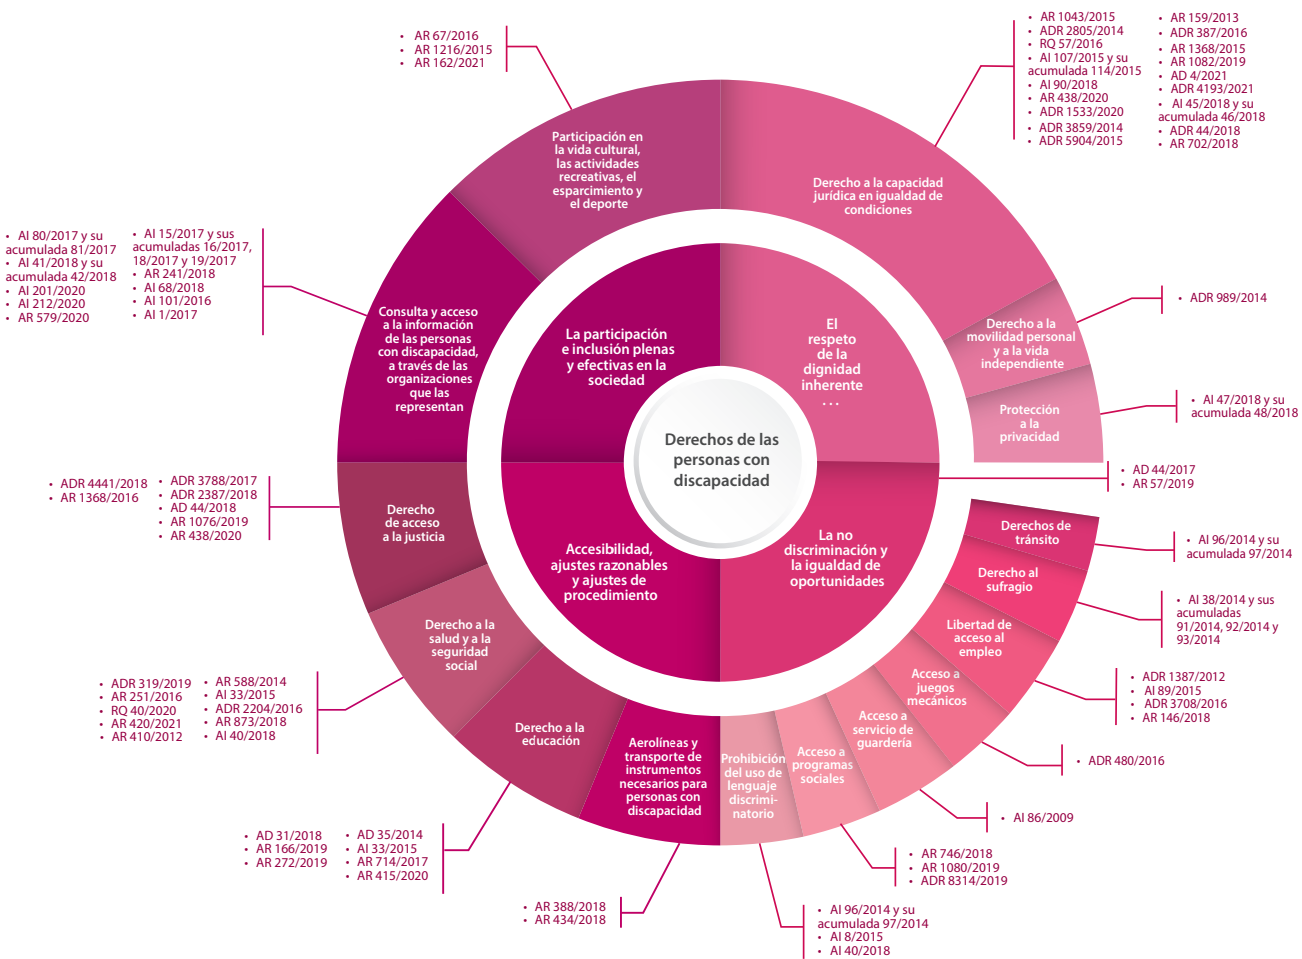 • AR 67/2016
• AR 1216/2015
• AR 162/2021
• AR 1043/2015
• ADR 2805/2014
• RQ 57/2016
• AI 107/2015 y su
acumulada 114/2015
• AI 90/2018
• AR 438/2020
• ADR 1533/2020
• ADR 3859/2014
• ADR 5904/2015
• AR 159/2013
• ADR 387/2016
• AR 1368/2015
• AR 1082/2019
• AD 4/2021
• ADR 4193/2021
• AI 45/2018 y su
acumulada 46/2018
• ADR 44/2018
• AR 702/2018
Participación en
la vida cultural,
las actividades
recreativas, el
esparcimiento y
el deporte
Derecho a la capacidad
jurídica en igualdad de
condiciones
• AI 80/2017 y su
acumulada 81/2017
• AI 41/2018 y su
acumulada 42/2018
• AI 201/2020
• AI 212/2020
• AR 579/2020
• AI 15/2017 y sus
acumuladas 16/2017,
18/2017 y 19/2017
• AR 241/2018
• AI 68/2018
• AI 101/2016
• AI 1/2017
Consulta y acceso
a la información
de las personas
con discapacidad,
a través de las
organizaciones
que las
representan
La participación
e inclusión plenas
y efectivas en la
sociedad
El
respeto
de la
dignidad
inherente
...
Derecho a la
movilidad personal
y a la vida
independiente
• ADR 989/2014
Protección
a la
privacidad
• AI 47/2018 y su
acumulada 48/2018
Derechos de las
personas con
discapacidad
• AD 44/2017
• AR 57/2019
• ADR 4441/2018
• AR 1368/2016
• ADR 3788/2017
• ADR 2387/2018
• AD 44/2018
• AR 1076/2019
• AR 438/2020
Derecho
de acceso
a la justicia
Accesibilidad,
ajustes razonables
y ajustes de
procedimiento
La no
discriminación y
la igualdad de
oportunidades
Derechos de
tránsito
• AI 96/2014 y su
acumulada 97/2014
Derecho al
sufragio
• AI 38/2014 y sus
acumuladas
91/2014, 92/2014 y
93/2014
Libertad de
acceso al
empleo
• ADR 1387/2012
• AI 89/2015
• ADR 3708/2016
• AR 146/2018
Derecho a la
salud y a la
seguridad
social
• ADR 319/2019
• AR 251/2016
• RQ 40/2020
• AR 420/2021
• AR 410/2012
• AR 588/2014
• AI 33/2015
• ADR 2204/2016
• AR 873/2018
• AI 40/2018
Acceso a
juegos
mecánicos
• ADR 480/2016
Acceso a
servicio de
guardería
• AI 86/2009
Derecho a la
educación
• AD 31/2018
• AR 166/2019
• AR 272/2019
• AD 35/2014
• AI 33/2015
• AR 714/2017
• AR 415/2020
Aerolíneas y
transporte de
instrumentos
necesarios para
personas con
discapacidad
• AR 388/2018
• AR 434/2018
Prohibición
del uso de
lenguaje
discrimi-
natorio
• AI 96/2014 y su
acumulada 97/2014
• AI 8/2015
• AI 40/2018
Acceso a
programas
sociales
• AR 746/2018
• AR 1080/2019
• ADR 8314/2019